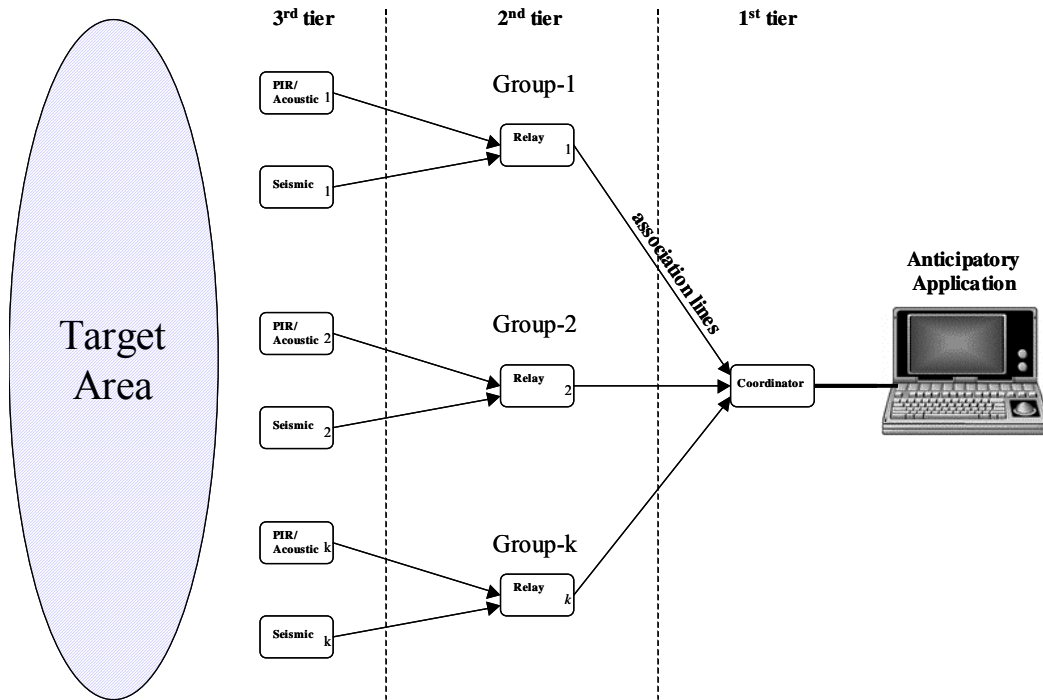 3rd tier
2nd tier
1st tier
Target
Area
PIR/
Acoustic 1
Seismic 1
Group-1
Relay 1
association lines
PIR/
Acoustic 2
Seismic 2
Group-2
Relay 2
Coordinator
Anticipatory
Application
PIR/
Acoustic k
Seismic k
Group-k
Relay k